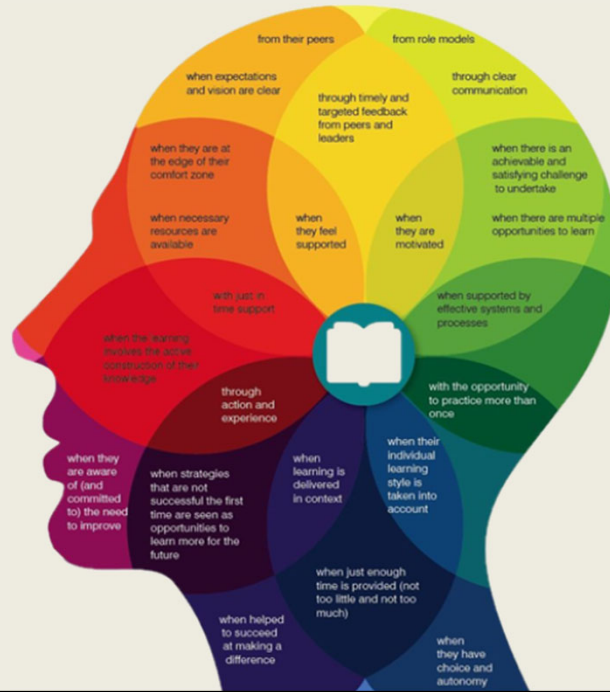 from their peers
from role models
when expectations
and vision are clear
through clear
communication
through timely and
targeted feedback
from peers and
leaders
when they are at
the edge of their
comfort zone
when there is an
achievable and
satisfying challenge
to undertake
when necessary
resources are
available
when
they feel
supported
when
they are
motivated
when there are multiple
opportunities to learn
with just in
time support
when supported by
effective systems and
processes
when the learning
involves the active
construction of their
knowledge
through
action and
experience
with the opportunity
to practice more than
once
when they
are aware
of (and
committed
to) the need
to improve
when strategies
that are not
successful the first
time are seen as
opportunities to
learn more for the
future
when
learning is
delivered
in context
when their
individual
learning
style is
taken into
account
when just enough
time is provided (not
too little and not too
much)
when helped
to succeed
at making a
difference
when
they have
choice and
autonomy